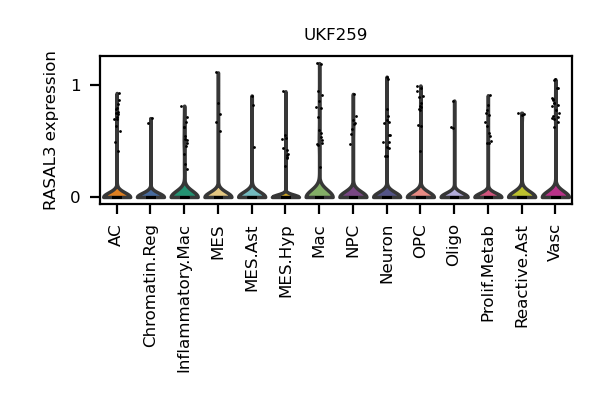 UKF259
RASAL3 expression
1
0
AC
Chromatin.Reg
Inflammatory.Mac
MES
MES.Ast
MES.Hyp
Mac
NPC
Neuron
OPC
Oligo
Prolif.Metab
Reactive.Ast
Vasc